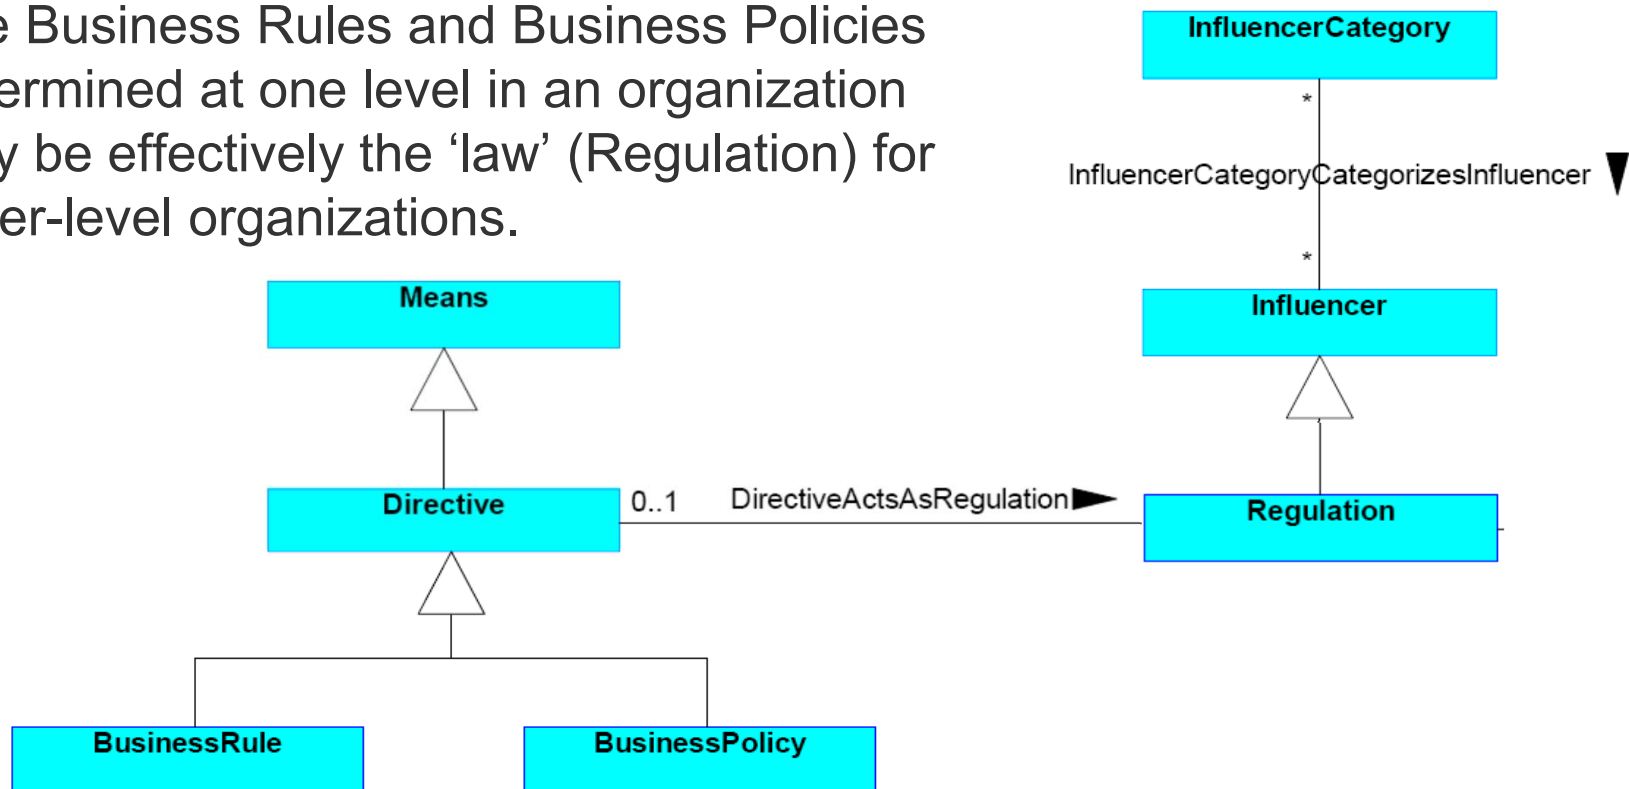 e Business Rules and Business Policies
ermined at one level in an organization
y be effectively the ‘law’ (Regulation) for
er-level organizations.
InfluencerCategory
*
InfluencerCategoryCategorizesInfluencer
*
Means
Influencer
Directive
0..1 DirectiveActsAsRegulation
Regulation
BusinessRule
BusinessPolicy